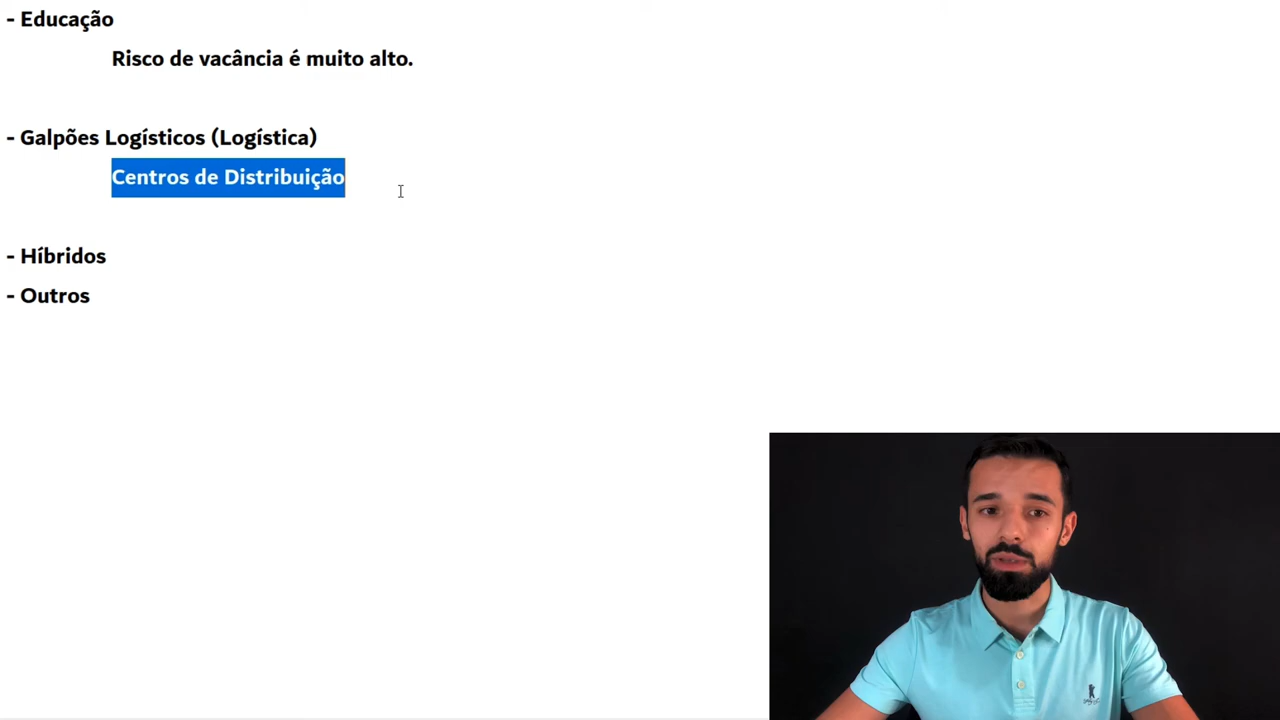 - Educação
Risco de vacância é muito alto.
- Galpões Logísticos (Logística)
Centros de Distribuição
- Híbridos
- Outros